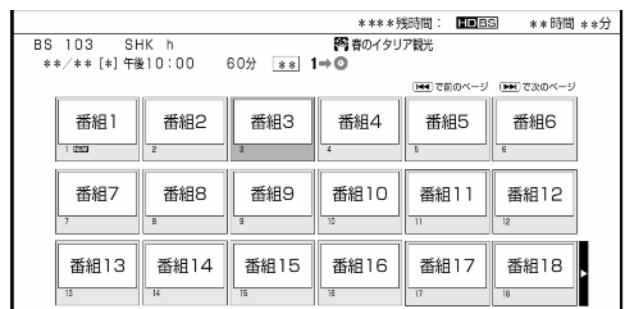 ****残時間： HD BS **時間 **分
BS 103 SHK h 春のイタリア観光
**/** [*] 午後10:00 60分 ** 1➡
で前のページ で次のページ
番組1 番組2 番組3 番組4 番組5 番組6
1 2 3 4 5 6
番組7 番組8 番組9 番組10 番組11 番組12
7 8 9 10 11 12
番組13 番組14 番組15 番組16 番組17 番組18
13 14 15 16 17 18